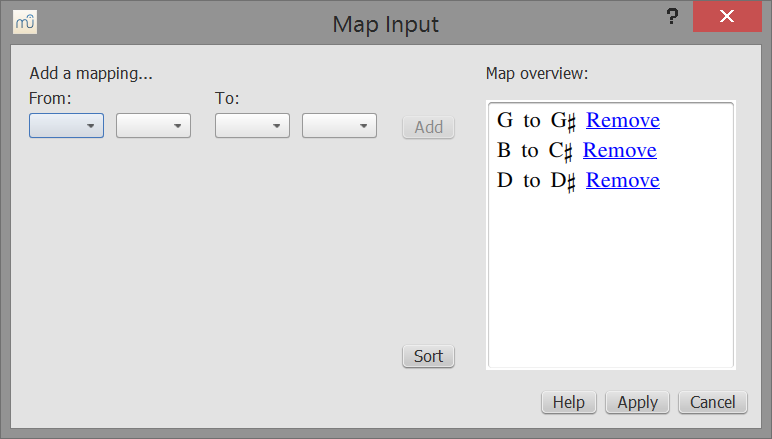 mu
Map Input
?
Add a mapping...
From:
To:
Add
Sort
Map overview:
G to G♯ Remove
B to C♯ Remove
D to D♯ Remove
Help
Apply
Cancel